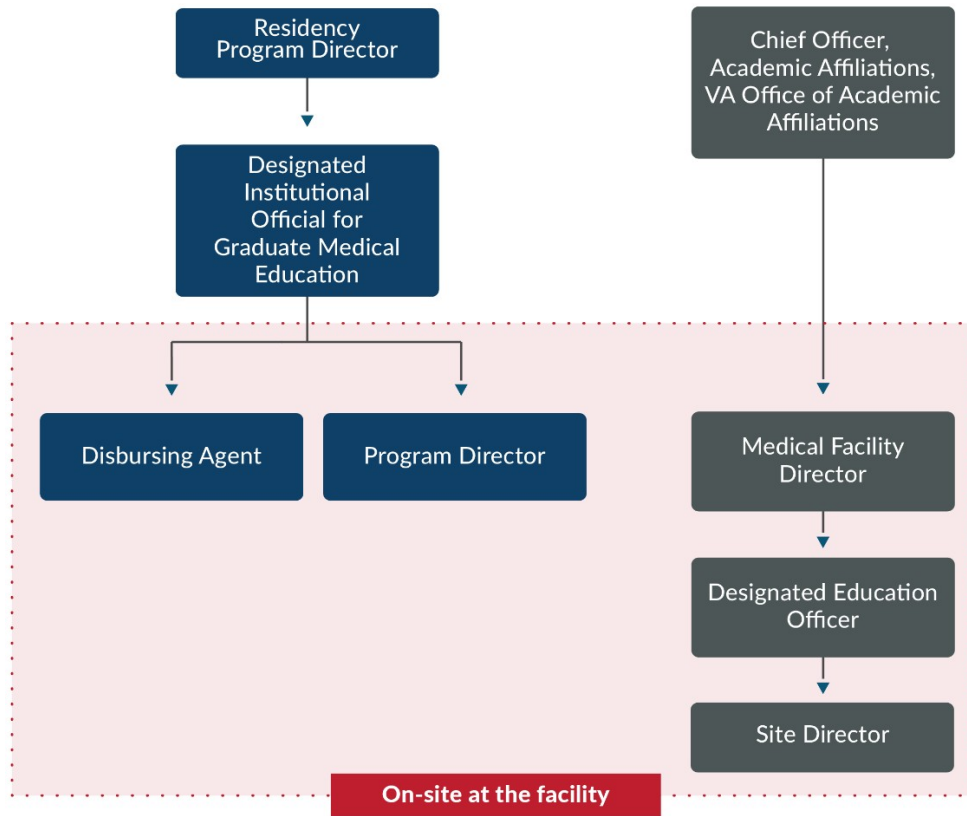 Residency
Program Director
Chief Officer,
Academic Affiliations,
VA Office of Academic
Affiliations
Designated
Institutional
Official for
Graduate Medical
Education
Disbursing Agent
Program Director
Medical Facility
Director
Designated Education
Officer
Site Director
On-site at the facility